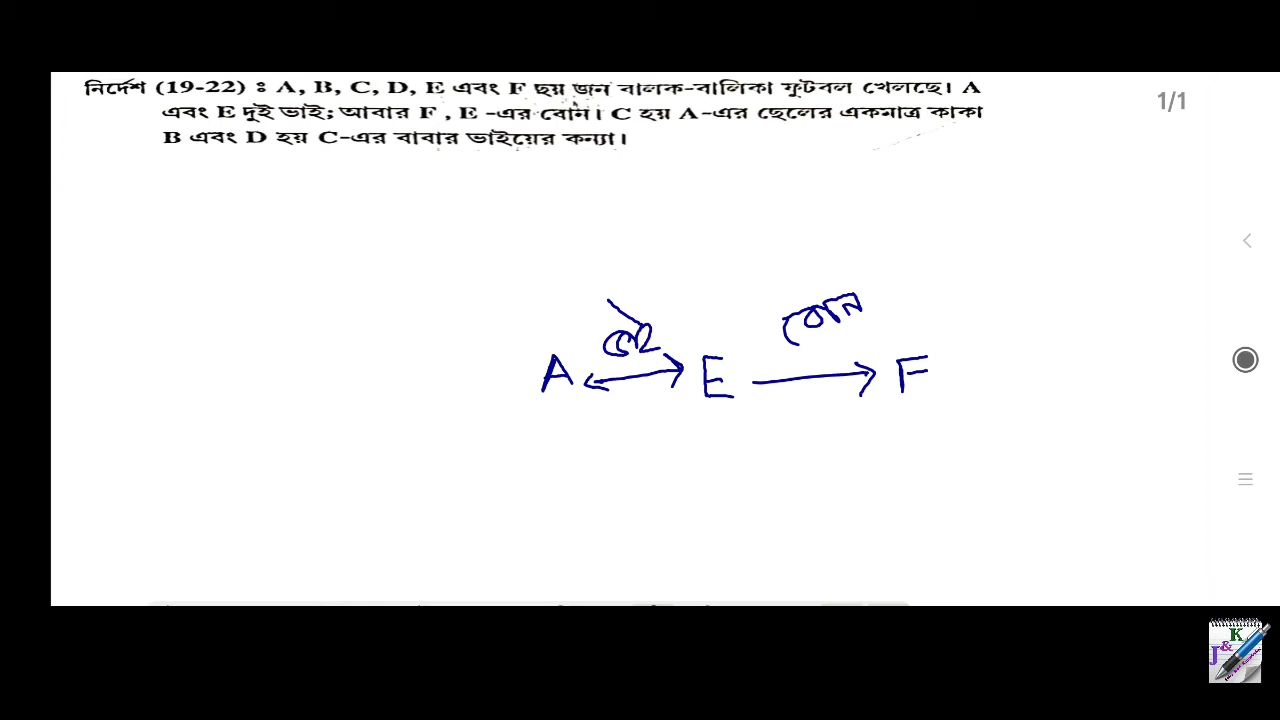 নির্দেশ (19-22) ঃ A, B, C, D, E এবং F ছয় জন বালক-বালিকা ফুটবল খেলছে। A
1/1
এবং E দুই ভাই; আবার F , E -এর বোন। C হয় A-এর ছেলের একমাত্র কাকা
B এবং D হয় C-এর বাবার ভাইয়ের কন্যা।
ভাই বোন
A E F
J & K